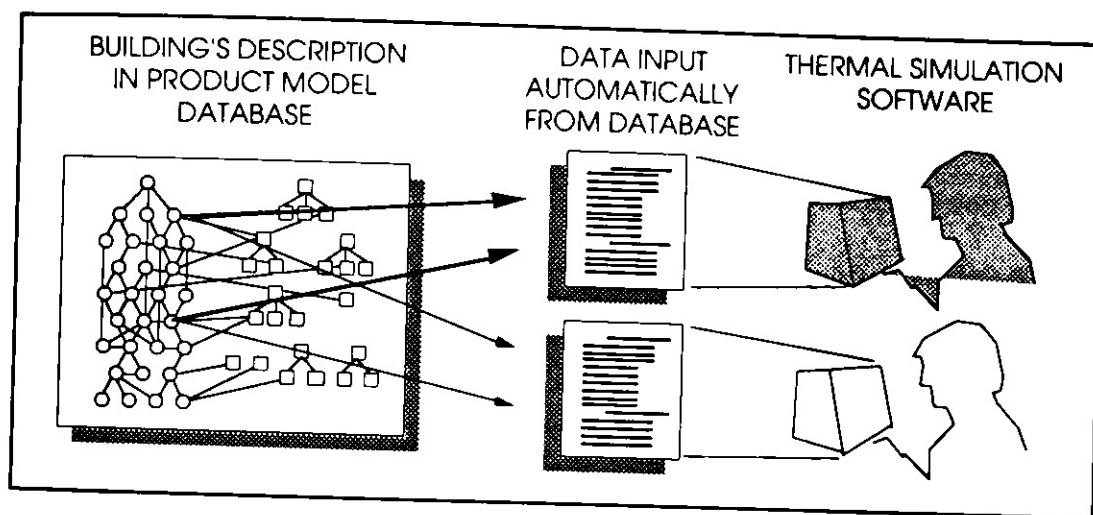 BUILDING'S DESCRIPTION
IN PRODUCT MODEL
DATABASE
DATA INPUT
AUTOMATICALLY
FROM DATABASE
THERMAL SIMULATION
SOFTWARE